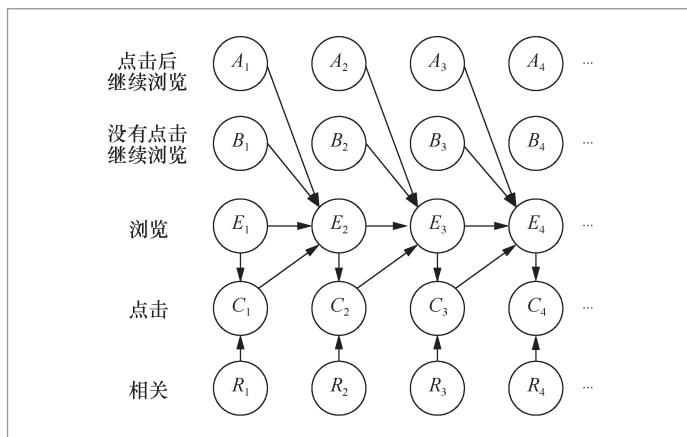 点击后
继续浏览
A₁ A₂ A₃ A₄ ...
没有点击
继续浏览
B₁ B₂ B₃ B₄ ...
浏览
E₁ E₂ E₃ E₄ ...
点击
C₁ C₂ C₃ C₄ ...
相关
R₁ R₂ R₃ R₄ ...